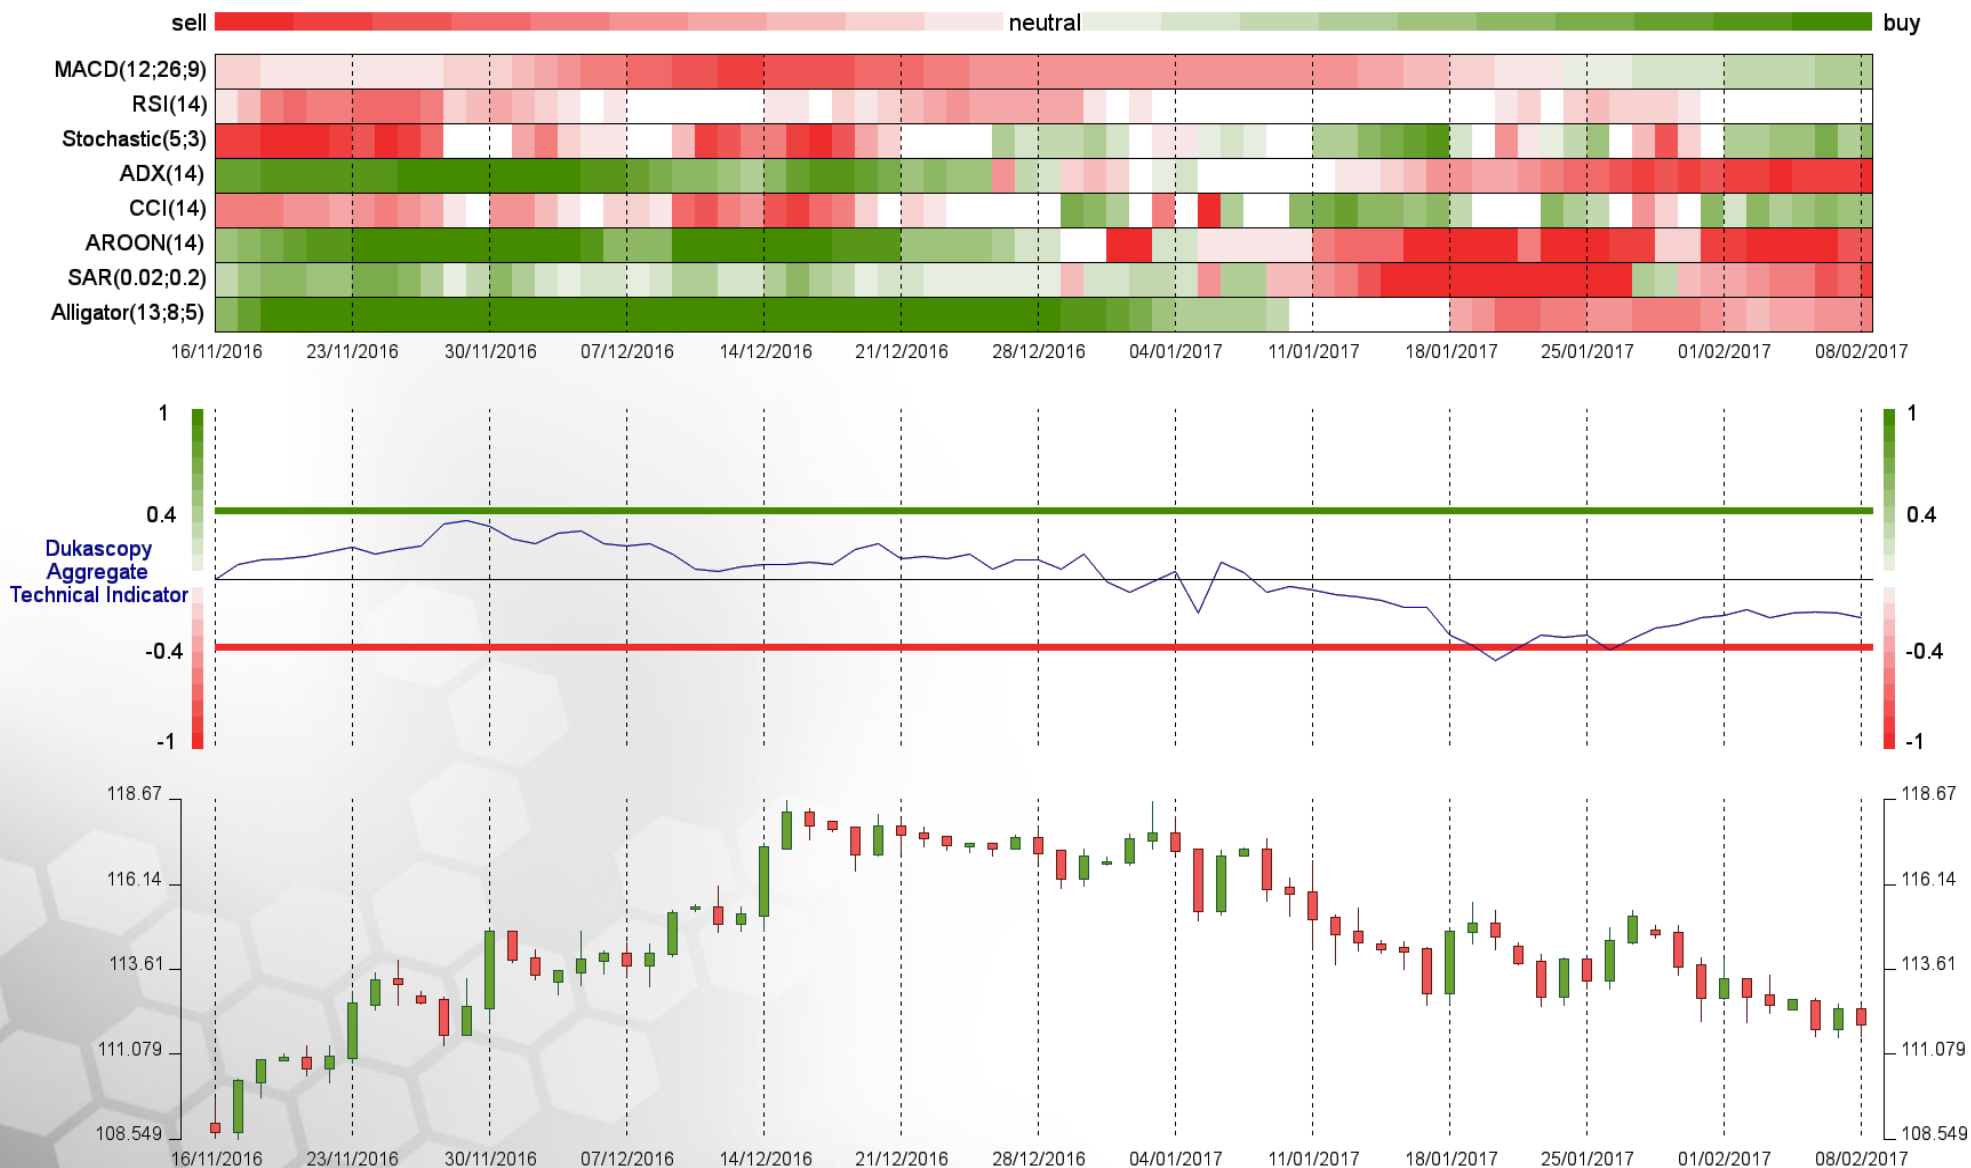 sell neutral buy
MACD(12;26;9)
RSI(14)
Stochastic(5;3)
ADX(14)
CCI(14)
AROON(14)
SAR(0.02;0.2)
Alligator(13;8;5)
16/11/2016 23/11/2016 30/11/2016 07/12/2016 14/12/2016 21/12/2016 28/12/2016 04/01/2017 11/01/2017 18/01/2017 25/01/2017 01/02/2017 08/02/2017
1 1
0.4 0.4
Dukascopy
Aggregate
Technical Indicator
-0.4 -0.4
-1 -1
118.67 118.67
116.14 116.14
113.61 113.61
111.079 111.079
108.549 108.549
16/11/2016 23/11/2016 30/11/2016 07/12/2016 14/12/2016 21/12/2016 28/12/2016 04/01/2017 11/01/2017 18/01/2017 25/01/2017 01/02/2017 08/02/2017